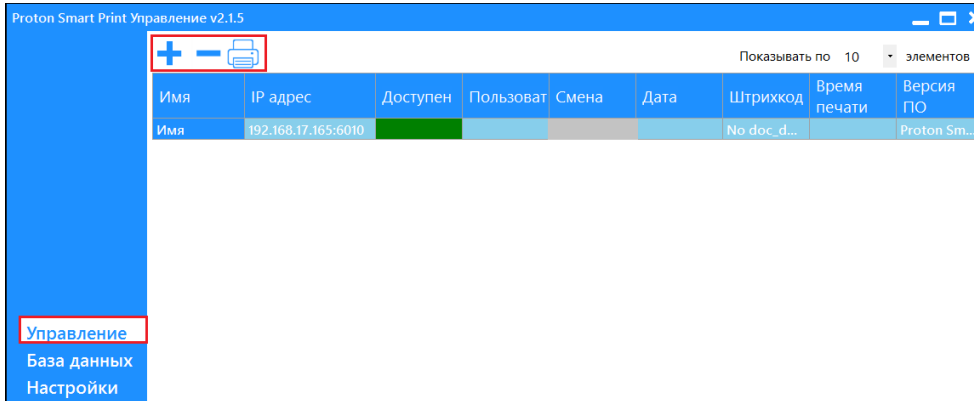 Proton Smart Print Управление v2.1.5
Показывать по 10 элементов
Имя IP адрес Доступен Пользоват Смена Дата Штрихкод Время печати Версия ПО
Имя 192.168.17.165:6010 No doc_d... Proton Sm...
Управление
База данных
Настройки